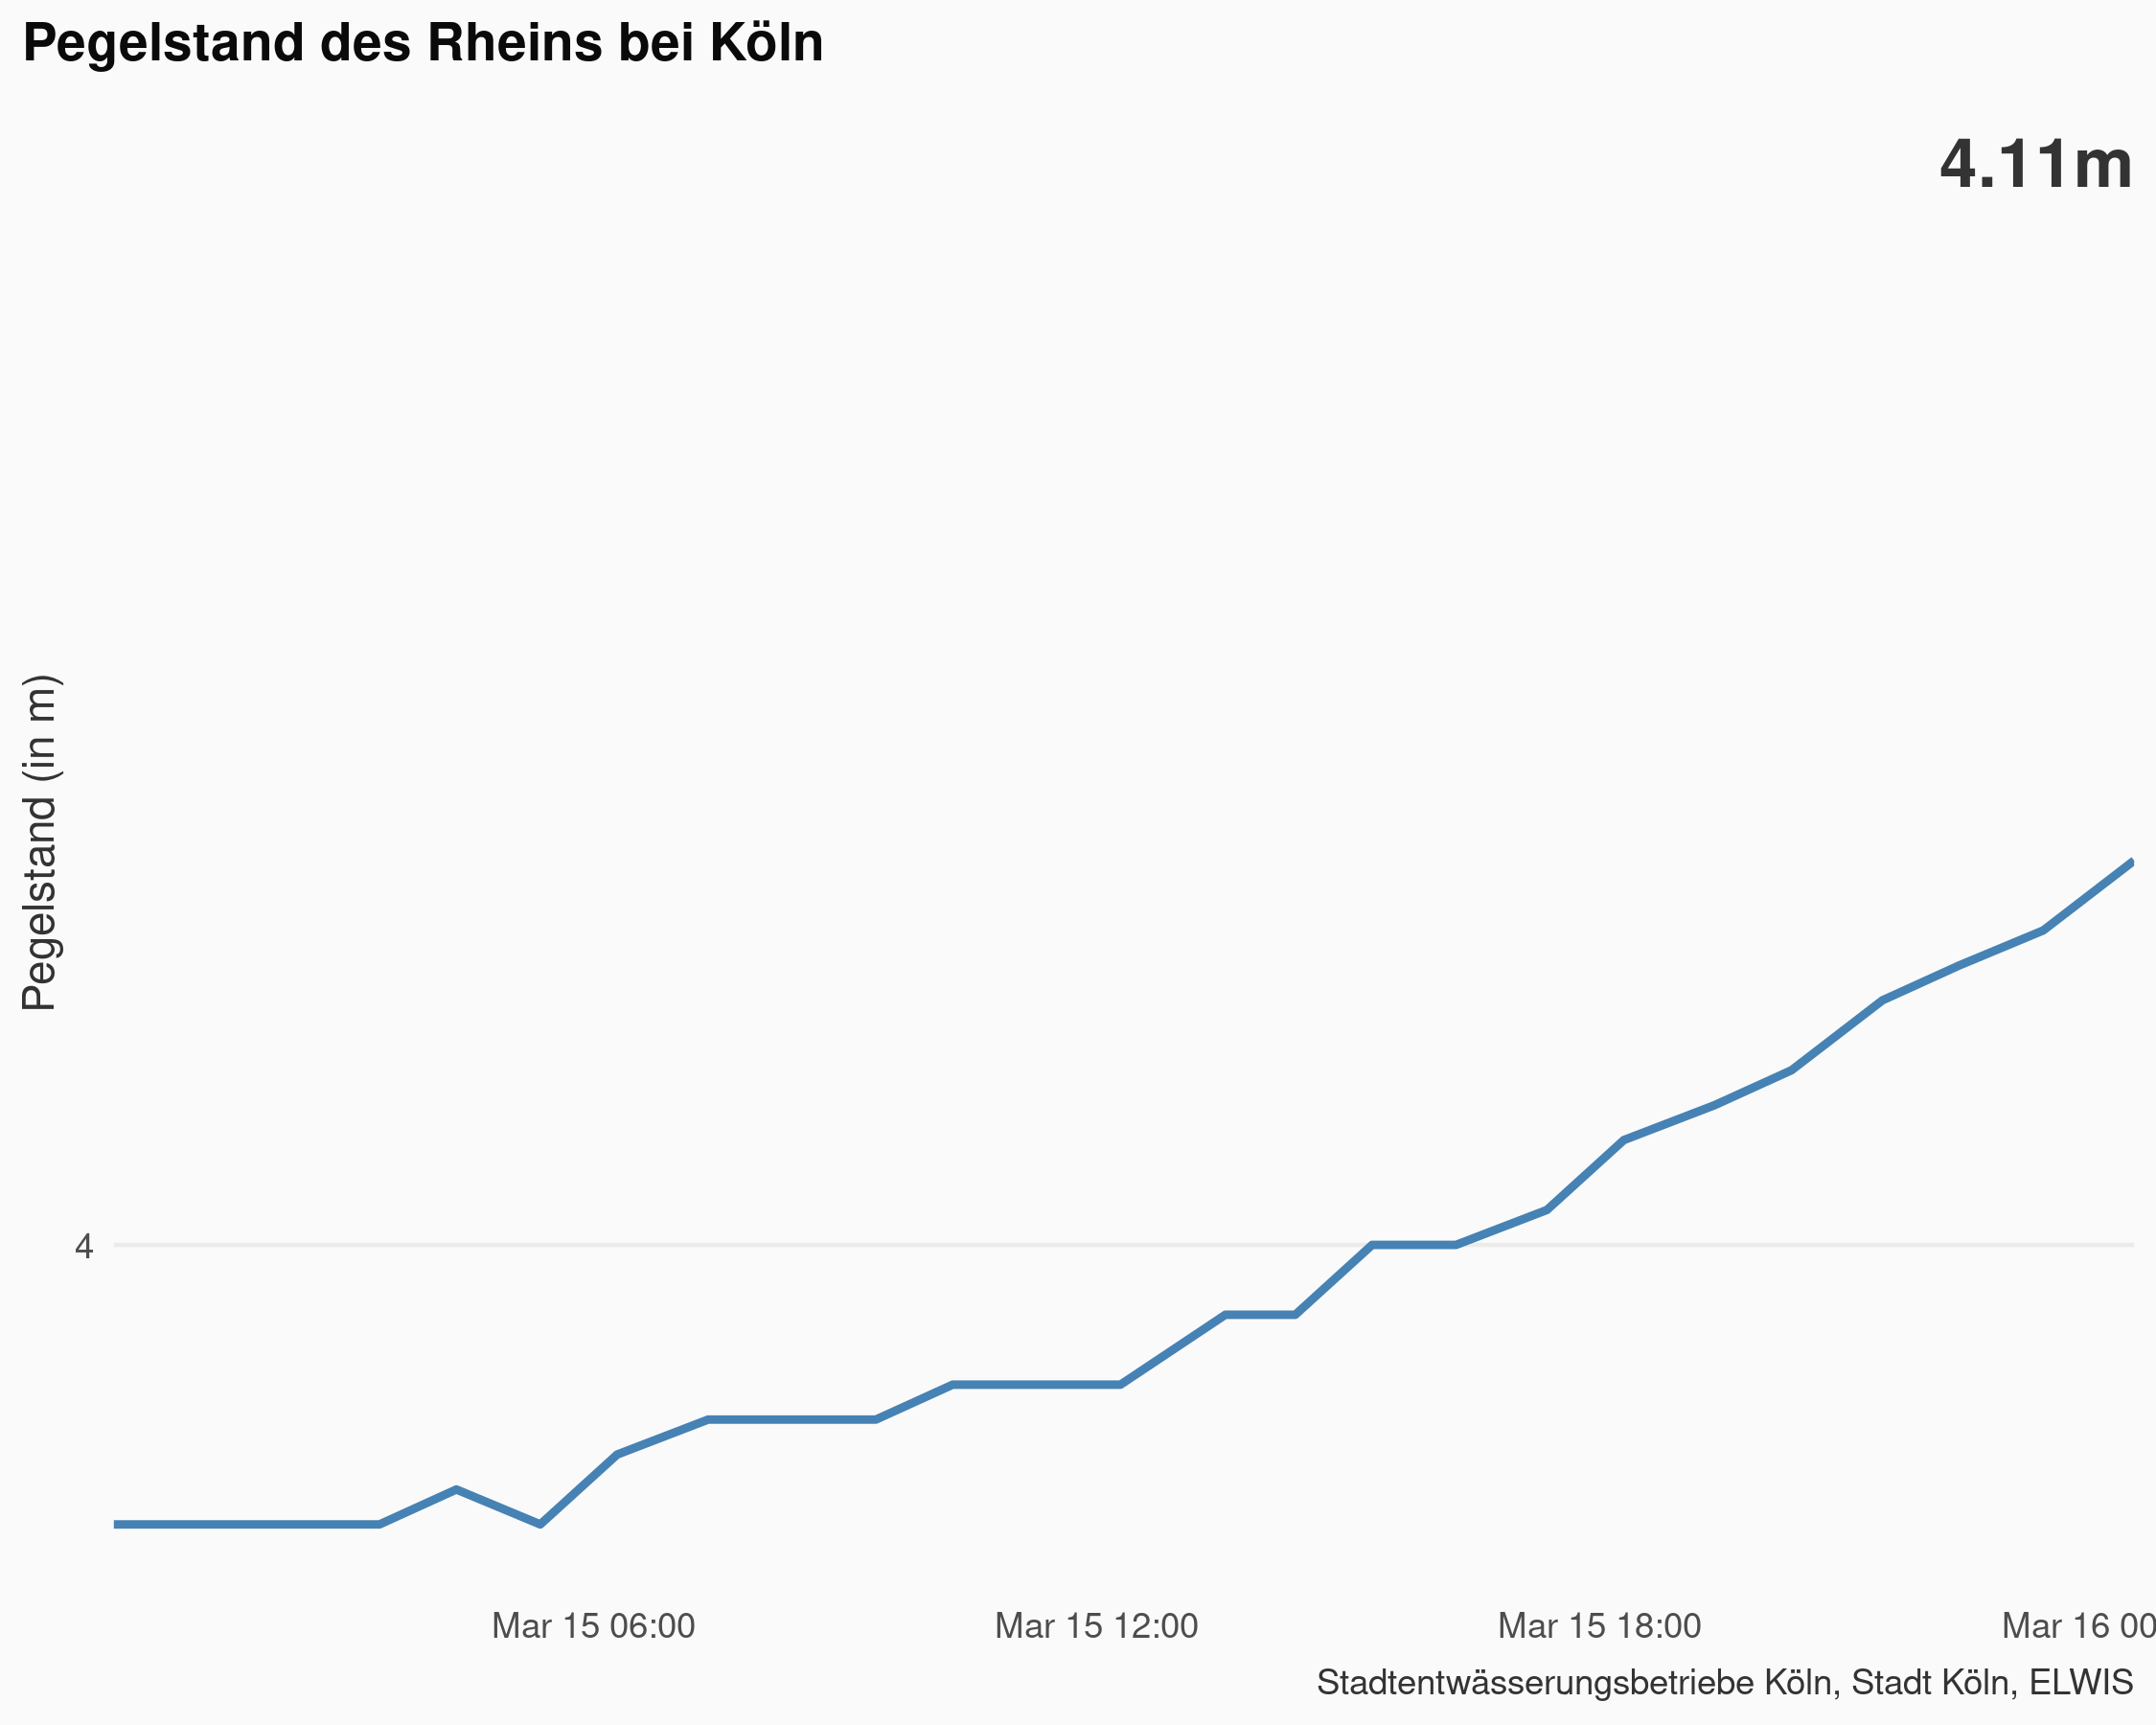 Pegelstand des Rheins bei Köln
4.11m
Pegelstand (in m)
4
Mar 15 06:00
Mar 15 12:00
Mar 15 18:00
Mar 16 00
Stadtentwässerungsbetriebe Köln, Stadt Köln, ELWIS